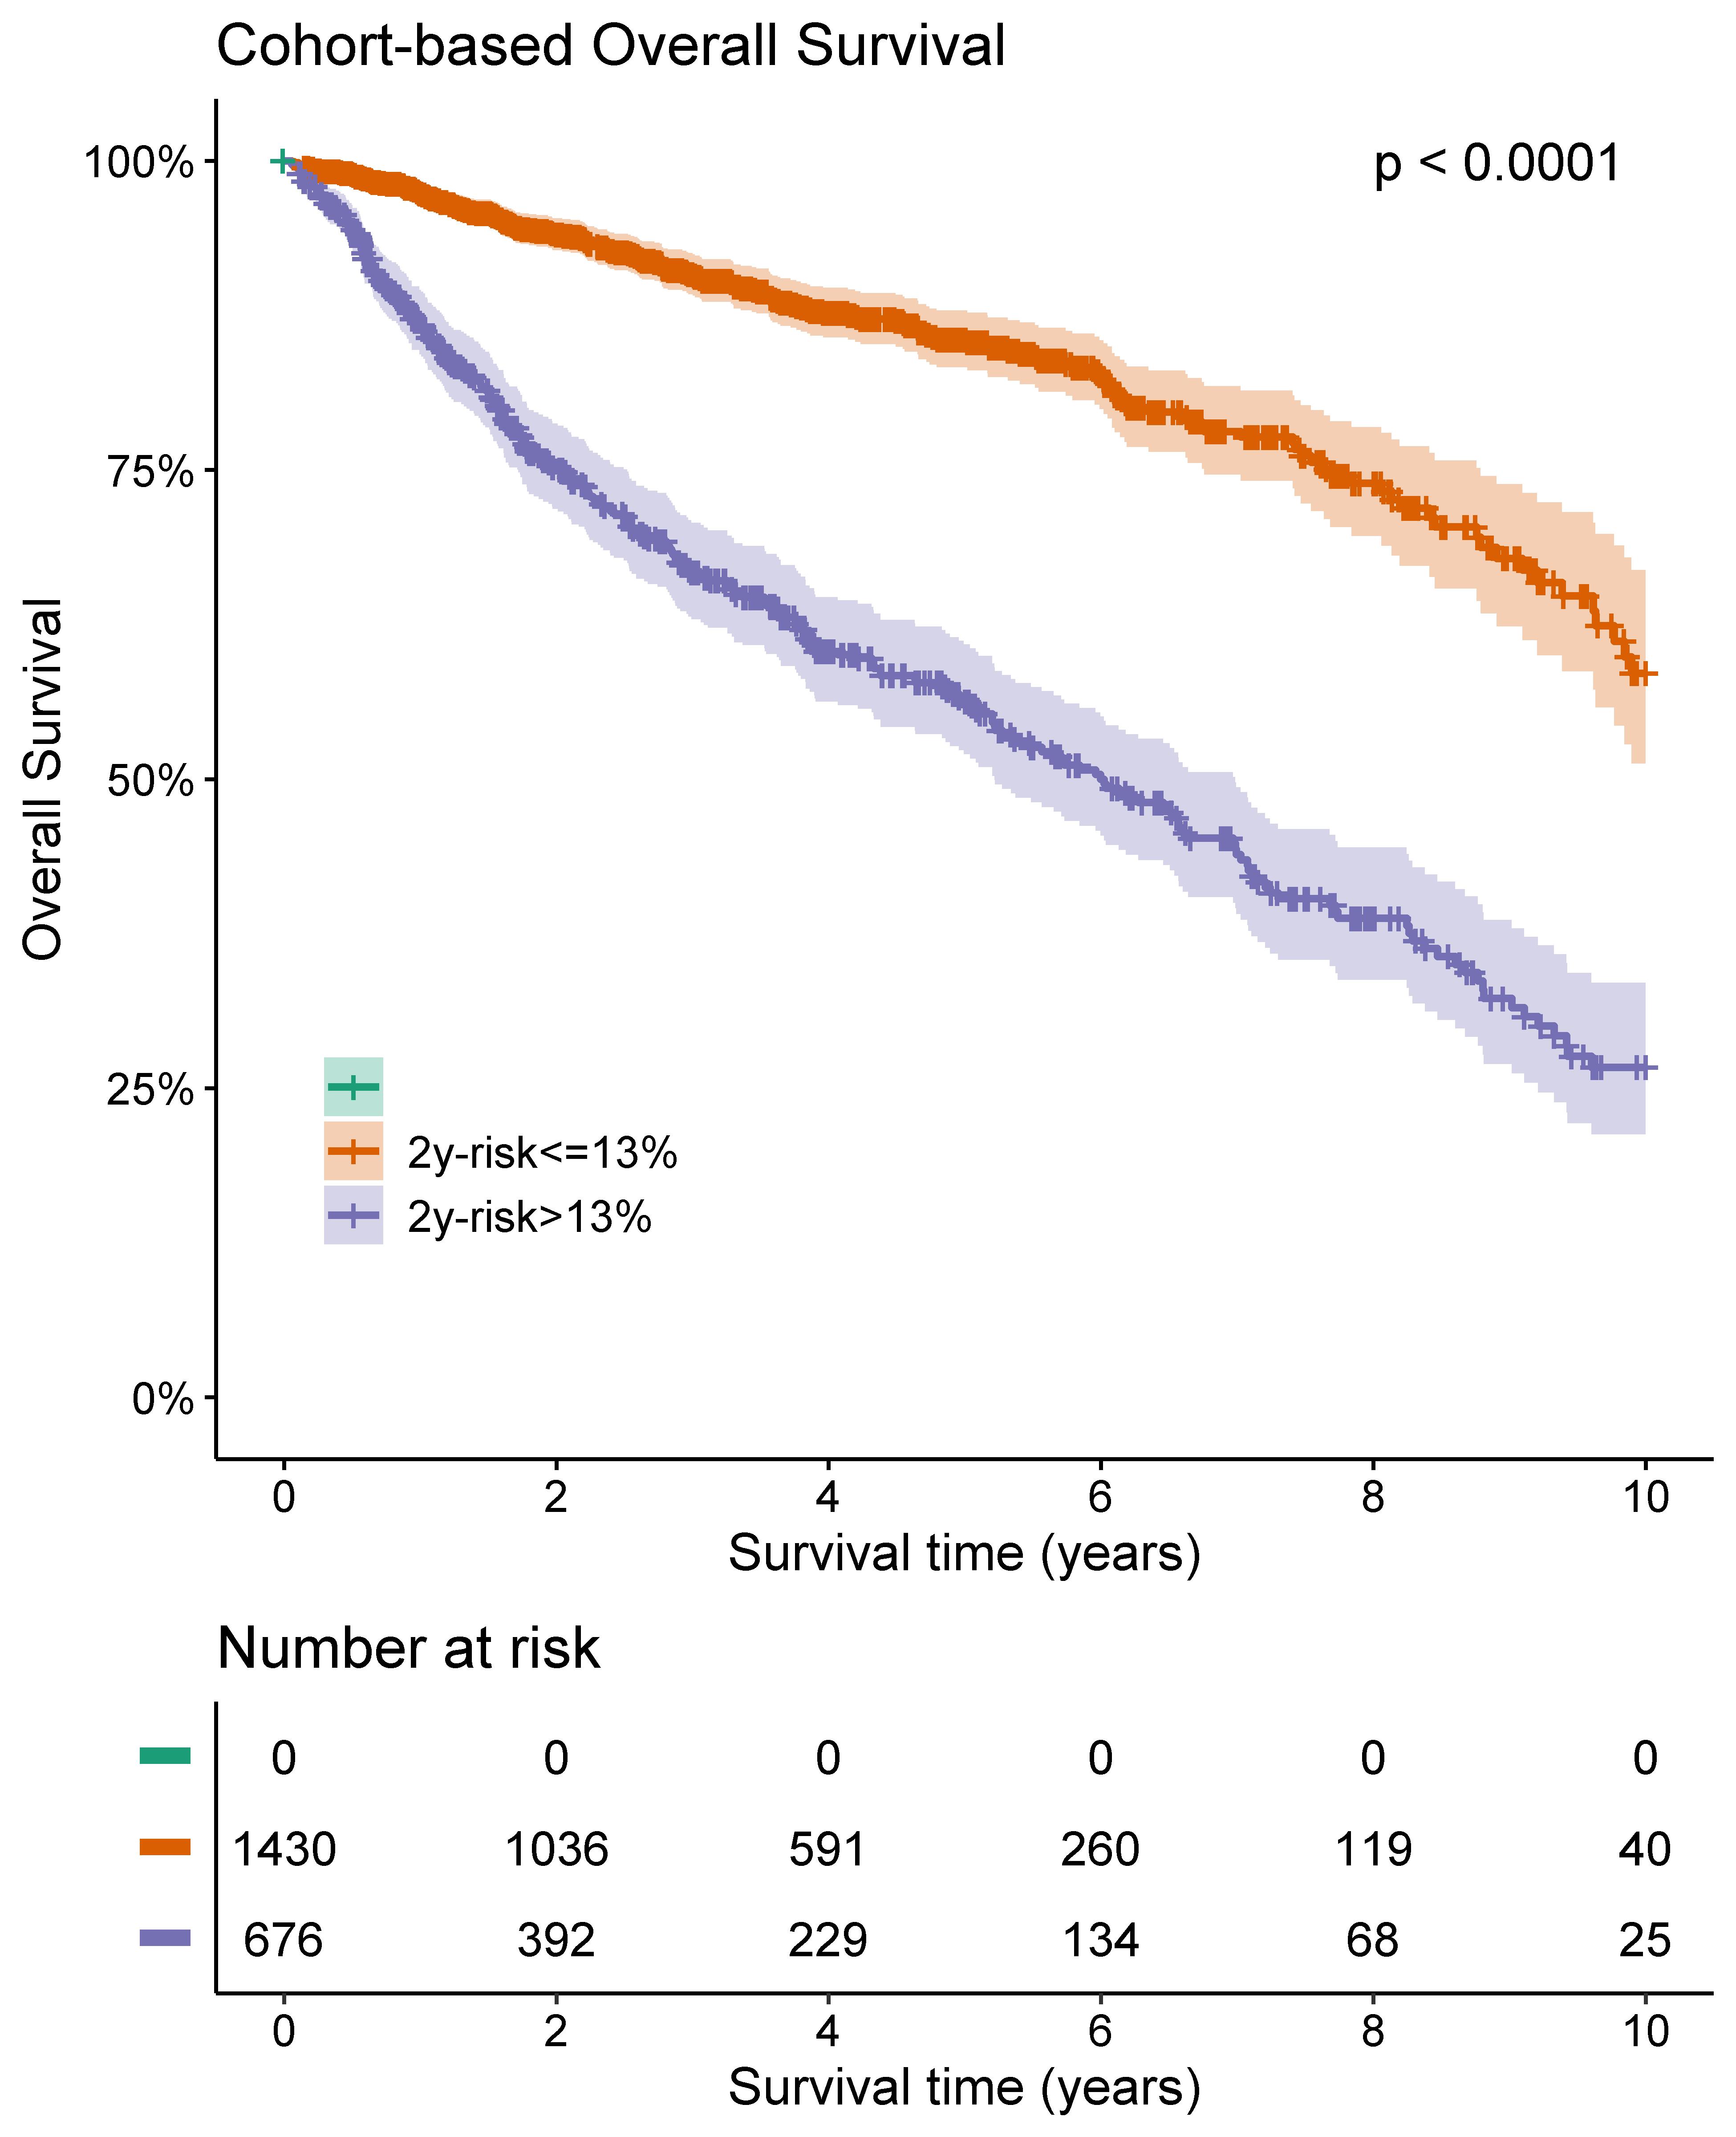 Cohort-based Overall Survival
p < 0.0001
100%
75%
50%
25%
0%
Overall Survival
2y-risk<=13%
2y-risk>13%
0 2 4 6 8 10
Survival time (years)
Number at risk
0 0 0 0 0 0
1430 1036 591 260 119 40
676 392 229 134 68 25
0 2 4 6 8 10
Survival time (years)